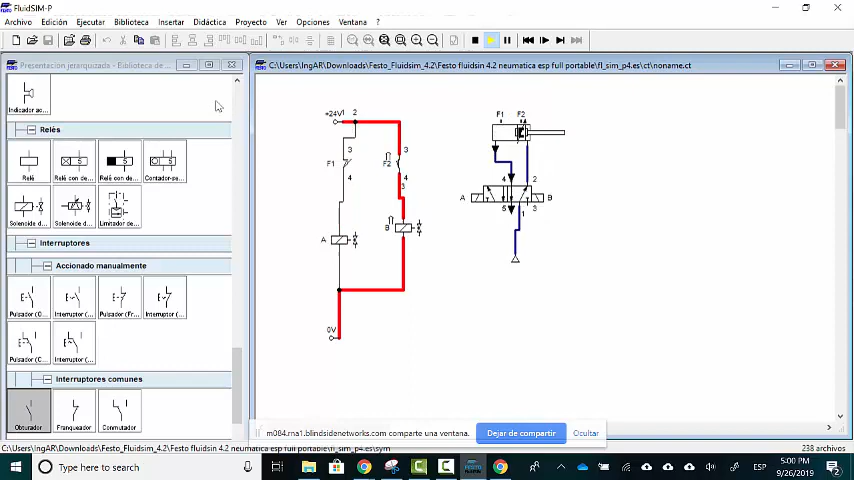 FluidSIM-P
Archivo Edición Ejecutar Biblioteca Insertar Didáctica Proyecto Ver Opciones Ventana ?
Presentación jerarquizada - Biblioteca de
Indicador ac...
Relés
Relé Relé con de... Relé con de... Contador-se...
Solenoide d... Solenoide d... Limitador de...
Interruptores
Accionado manualmente
Pulsador (O... Interruptor (... Pulsador (Fr... Interruptor (...
Pulsador (C... Interruptor (...
Interruptores comunes
Obturador Franqueador Conmutador
C:\Users\IngAR\Downloads\Festo_Fluidsim_4.2\Festo fluidsin 4.2 neumatica esp full portable\fl_sim_p4.es\ct\noname.ct
+24V 1 2
F1 3 4
F2 3 4
3
A
B
0V
F1 F2
4 2
A B
5 3
1
m084.rna1.blindsidenetworks.com comparte una ventana. Dejar de compartir Ocultar
C:\Users\IngAR\Downloads\Festo_Fluidsim_4.2\Festo fluidsin 4.2 neumatica esp full portable\fl_sim_p4.es\sym 238 archivos
Type here to search
FESTO
ESP
5:00 PM
9/26/2019
2